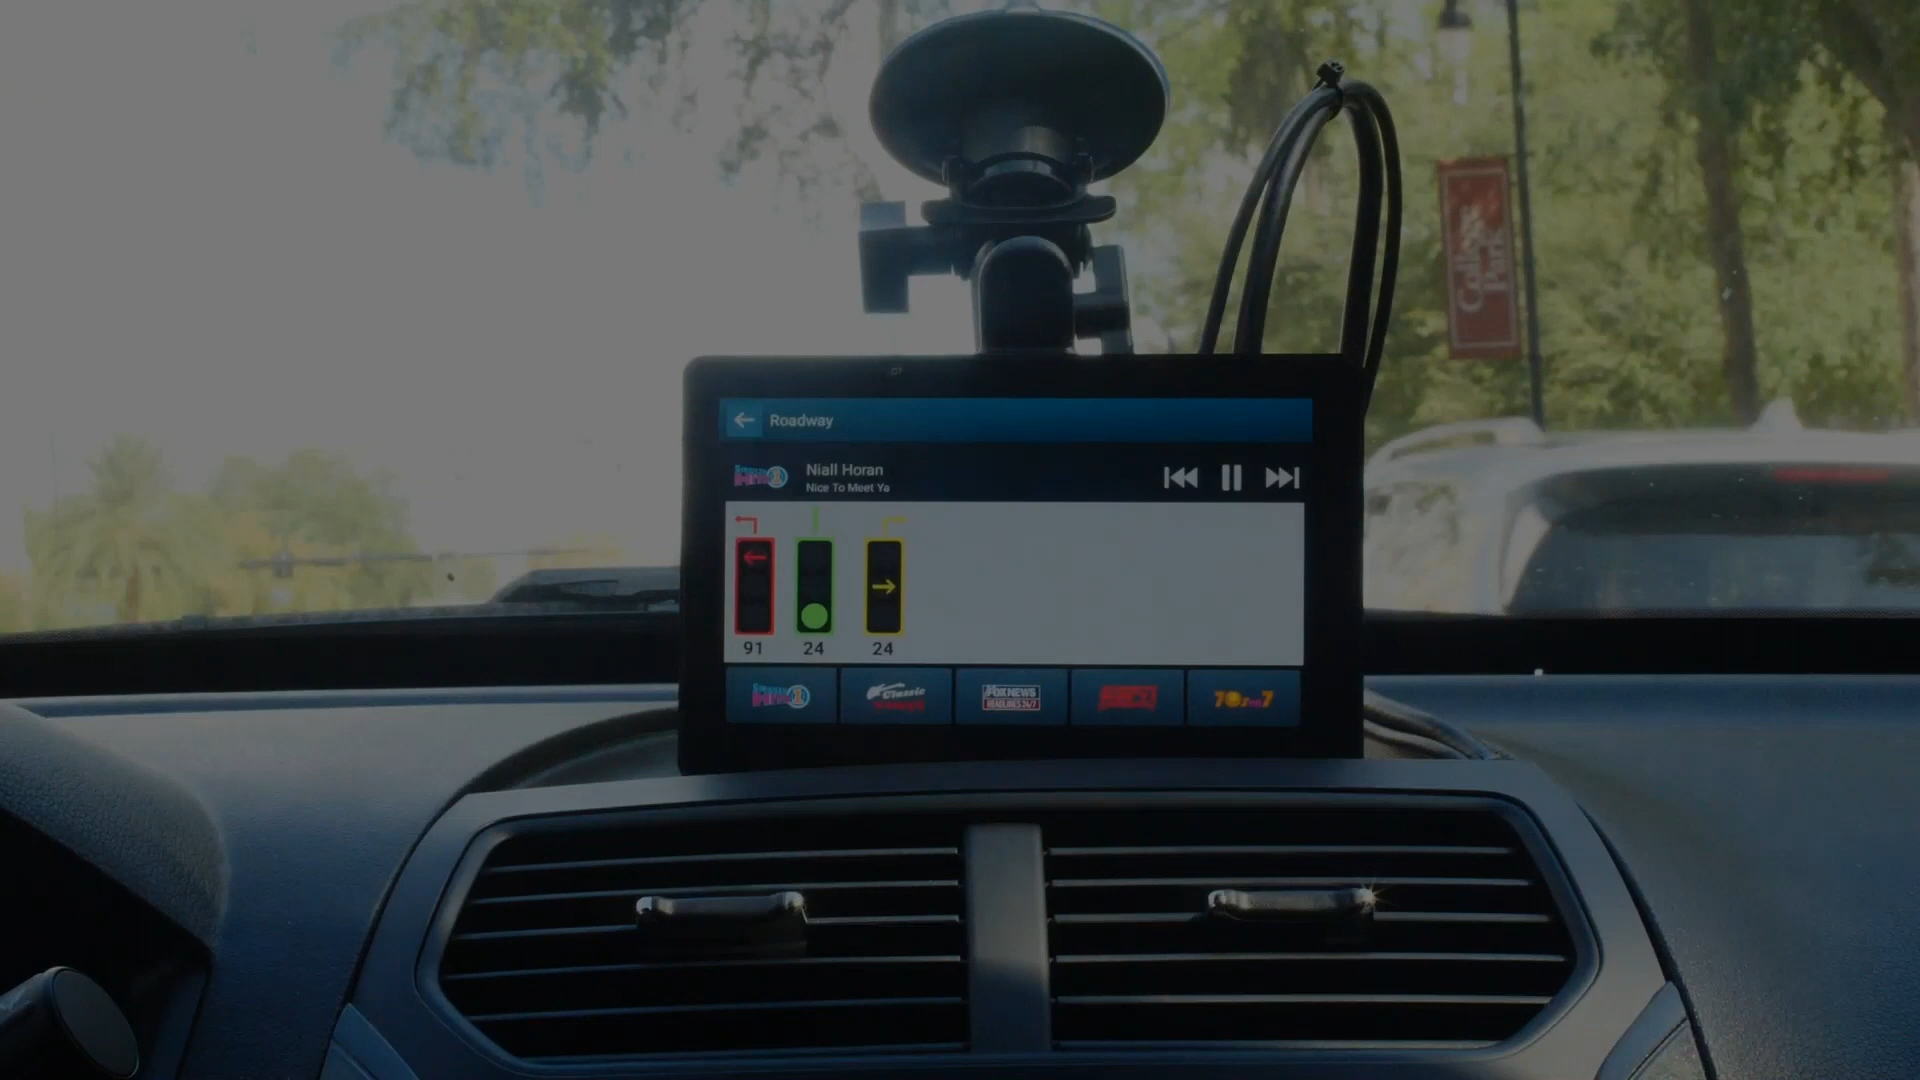 College
Park
Roadway
Niall Horan
Nice To Meet Ya
91
24
24
Classic
FOX NEWS
HEADLINES 24/7
70s on 7